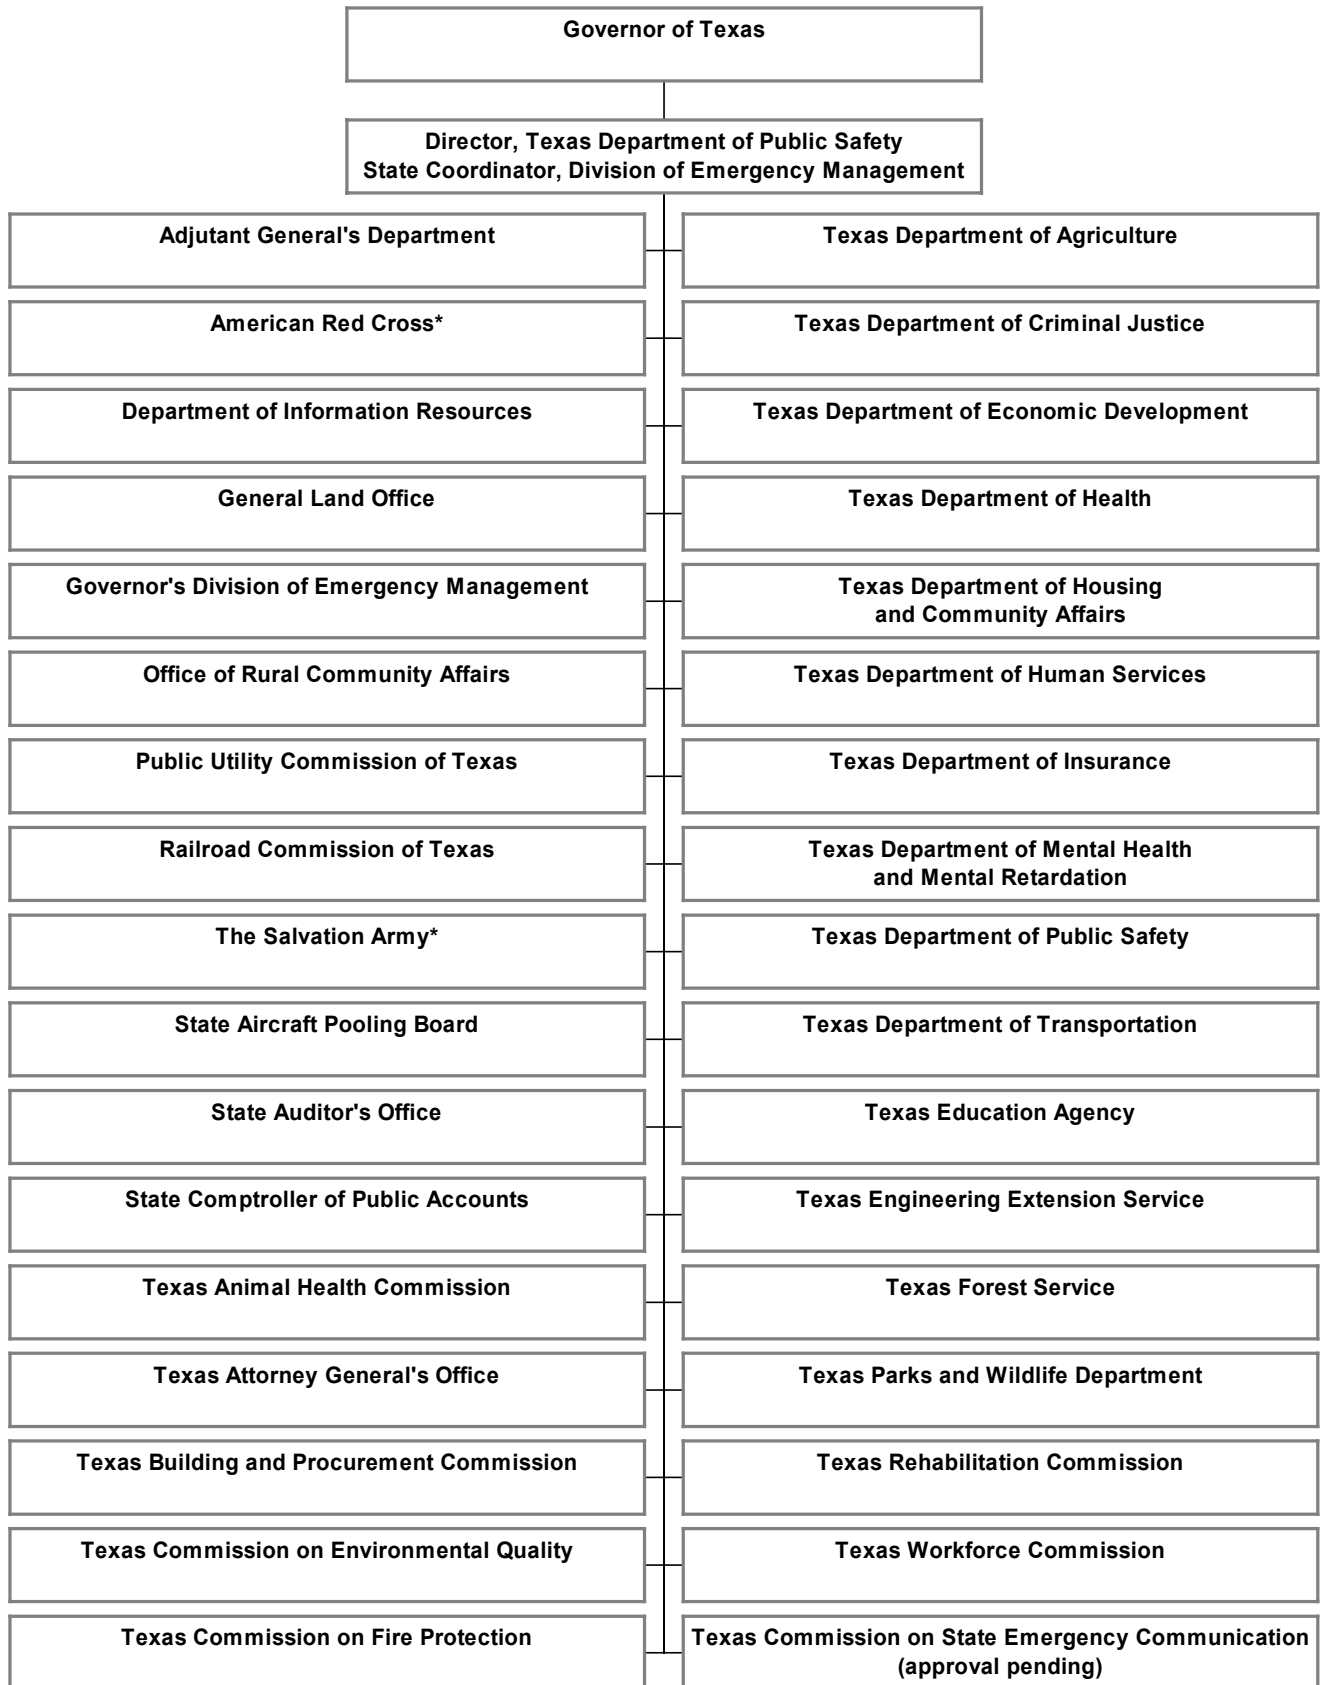 Governor of Texas
Director, Texas Department of Public Safety
State Coordinator, Division of Emergency Management
Adjutant General's Department
Texas Department of Agriculture
American Red Cross*
Texas Department of Criminal Justice
Department of Information Resources
Texas Department of Economic Development
General Land Office
Texas Department of Health
Governor's Division of Emergency Management
Texas Department of Housing
and Community Affairs
Office of Rural Community Affairs
Texas Department of Human Services
Public Utility Commission of Texas
Texas Department of Insurance
Railroad Commission of Texas
Texas Department of Mental Health
and Mental Retardation
The Salvation Army*
Texas Department of Public Safety
State Aircraft Pooling Board
Texas Department of Transportation
State Auditor's Office
Texas Education Agency
State Comptroller of Public Accounts
Texas Engineering Extension Service
Texas Animal Health Commission
Texas Forest Service
Texas Attorney General's Office
Texas Parks and Wildlife Department
Texas Building and Procurement Commission
Texas Rehabilitation Commission
Texas Commission on Environmental Quality
Texas Workforce Commission
Texas Commission on Fire Protection
Texas Commission on State Emergency Communication
(approval pending)